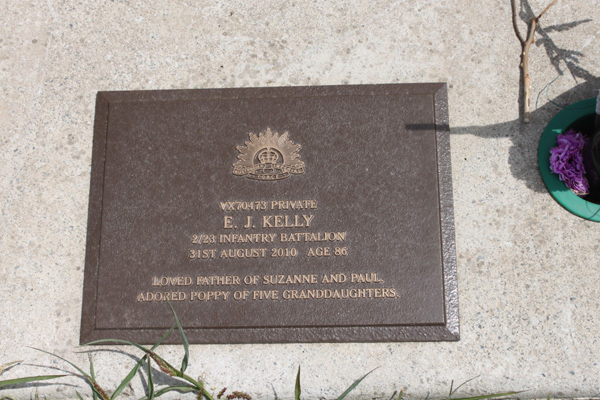 VX70473 PRIVATE
E. J. KELLY
2/23 INFANTRY BATTALION
31ST AUGUST 2010 AGE 86
LOVED FATHER OF SUZANNE AND PAUL.
ADORED POPPY OF FIVE GRANDDAUGHTERS.